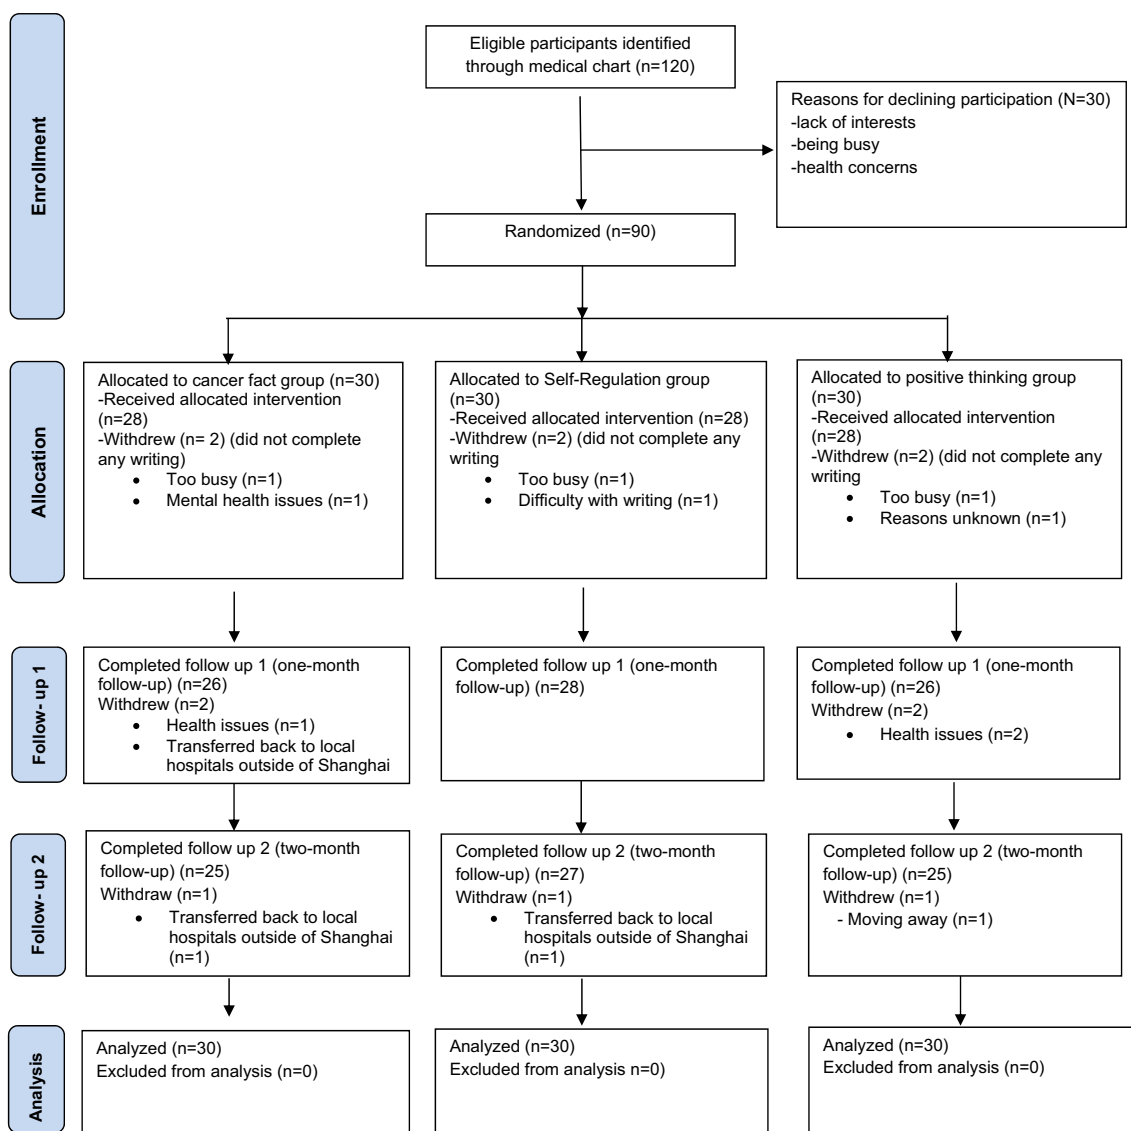 Enrollment
Eligible participants identified
through medical chart (n=120)
Reasons for declining participation (N=30)
-lack of interests
-being busy
-health concerns
Randomized (n=90)
Allocation
Allocated to cancer fact group (n=30)
-Received allocated intervention
(n=28)
-Withdrew (n= 2) (did not complete
any writing)
• Too busy (n=1)
• Mental health issues (n=1)
Allocated to Self-Regulation group
(n=30)
-Received allocated intervention (n=28)
-Withdrew (n=2) (did not complete any
writing
• Too busy (n=1)
• Difficulty with writing (n=1)
Allocated to positive thinking group
(n=30)
-Received allocated intervention
(n=28)
-Withdrew (n=2) (did not complete any
writing
• Too busy (n=1)
• Reasons unknown (n=1)
Follow- up 1
Completed follow up 1 (one-month
follow-up) (n=26)
Withdrew (n=2)
• Health issues (n=1)
• Transferred back to local
hospitals outside of Shanghai
Completed follow up 1 (one-month
follow-up) (n=28)
Completed follow up 1 (one-month
follow-up) (n=26)
Withdrew (n=2)
• Health issues (n=2)
Follow- up 2
Completed follow up 2 (two-month
follow-up) (n=25)
Withdraw (n=1)
• Transferred back to local
hospitals outside of Shanghai
(n=1)
Completed follow up 2 (two-month
follow-up) (n=27)
Withdraw (n=1)
• Transferred back to local
hospitals outside of Shanghai
(n=1)
Completed follow up 2 (two-month
follow-up) (n=25)
Withdrew (n=1)
- Moving away (n=1)
Analysis
Analyzed (n=30)
Excluded from analysis (n=0)
Analyzed (n=30)
Excluded from analysis n=0)
Analyzed (n=30)
Excluded from analysis (n=0)